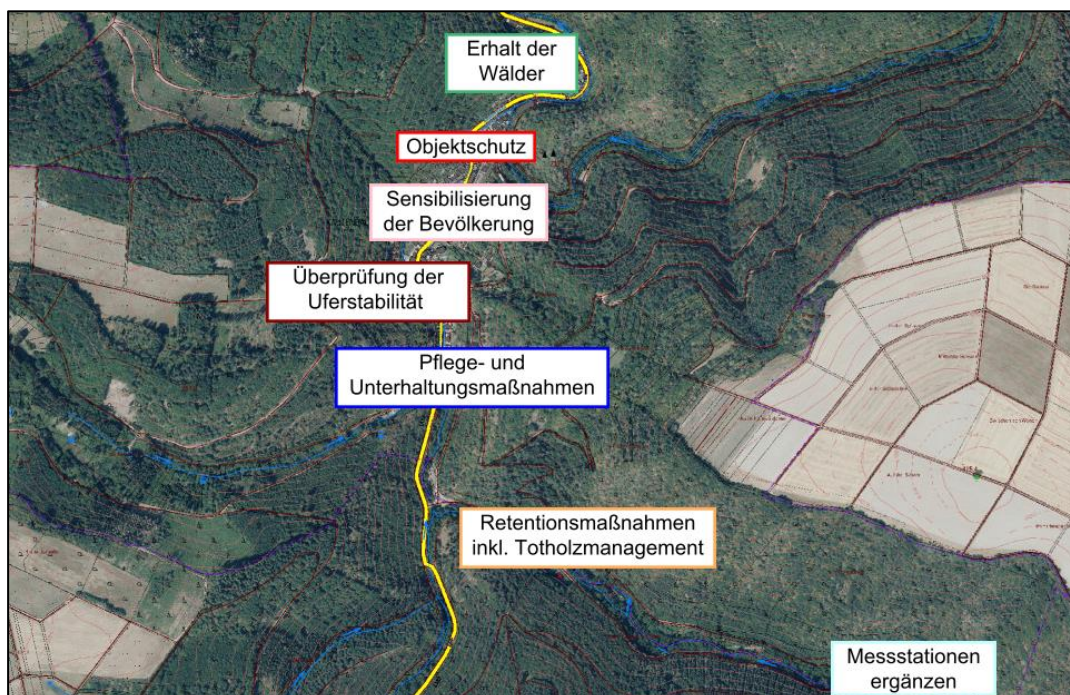 Erhalt der
Wälder
Objektschutz
Sensibilisierung
der Bevölkerung
Überprüfung der
Uferstabilität
Pflege- und
Unterhaltungsmaßnahmen
Retentionsmaßnahmen
inkl. Totholzmanagement
Messstationen
ergänzen